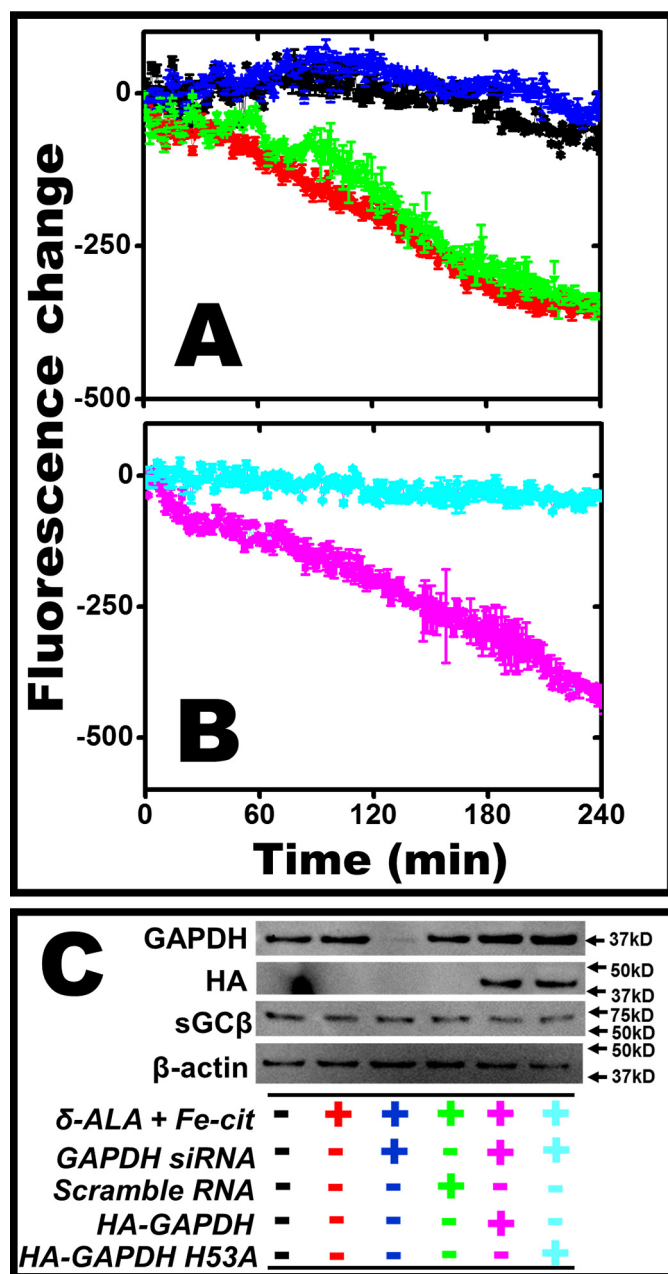 Fluorescence change
0
-250
-500
A
0
-250
-500
B
0 60 120 180 240
Time (min)
C
GAPDH 37kD
HA 50kD
37kD
sGCβ 75kD
50kD
β-actin 50kD
37kD
δ-ALA + Fe-cit - + + + + +
GAPDH siRNA - - + - + +
Scramble RNA - - - + - -
HA-GAPDH - - - - + -
HA-GAPDH H53A - - - - - +